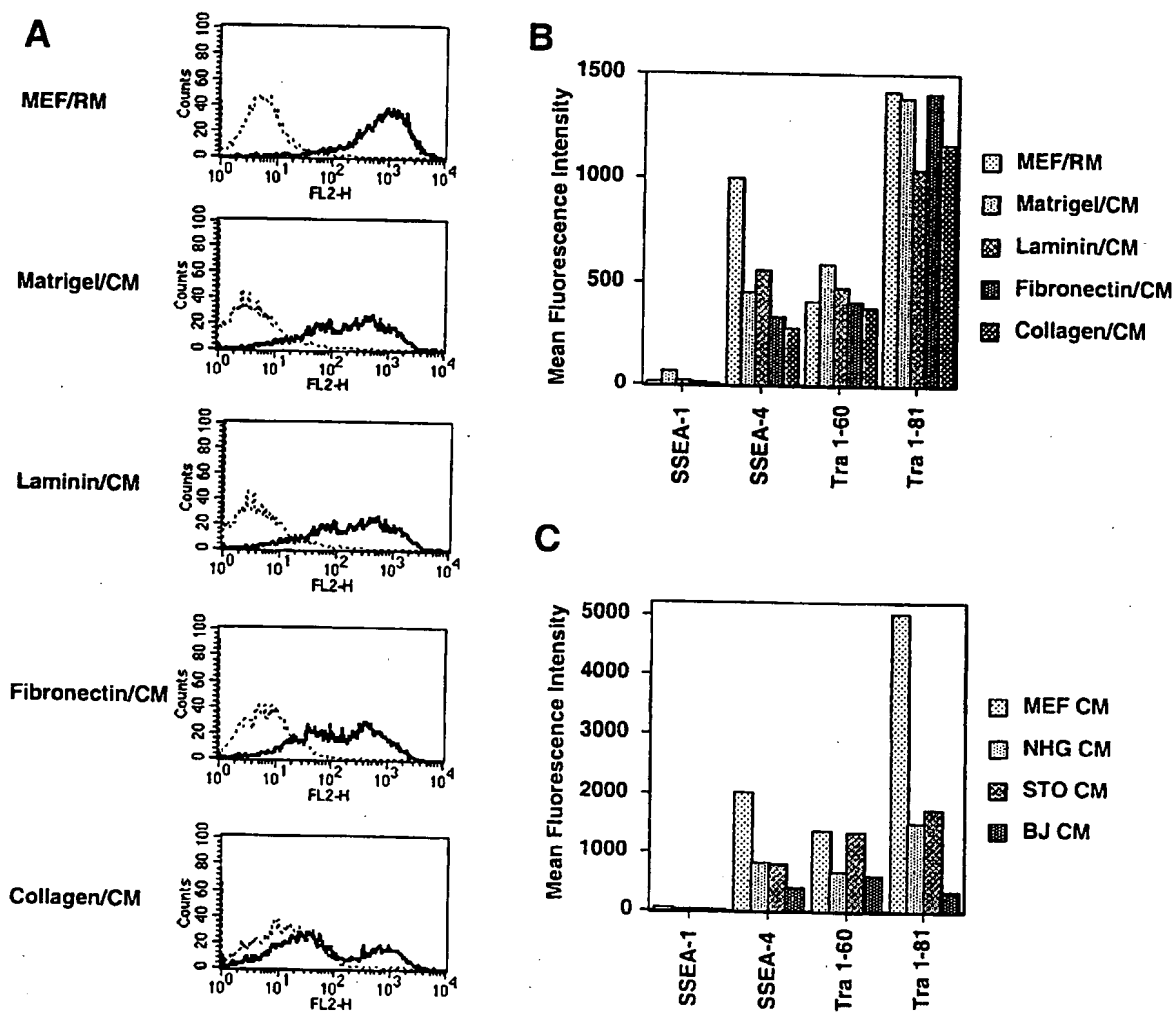 A
MEF/RM
Counts
0 20 40 60 80 100
10^0 10^1 10^2 10^3 10^4
FL2-H
Matrigel/CM
Counts
0 20 40 60 80 100
10^0 10^1 10^2 10^3 10^4
FL2-H
Laminin/CM
Counts
0 20 40 60 80 100
10^0 10^1 10^2 10^3 10^4
FL2-H
Fibronectin/CM
Counts
0 20 40 60 80 100
10^0 10^1 10^2 10^3 10^4
FL2-H
Collagen/CM
Counts
0 20 40 60 80 100
10^0 10^1 10^2 10^3 10^4
FL2-H
B
Mean Fluorescence Intensity
1500
1000
500
0
SSEA-1
SSEA-4
Tra 1-60
Tra 1-81
MEF/RM
Matrigel/CM
Laminin/CM
Fibronectin/CM
Collagen/CM
C
Mean Fluorescence Intensity
5000
4000
3000
2000
1000
0
SSEA-1
SSEA-4
Tra 1-60
Tra 1-81
MEF CM
NHG CM
STO CM
BJ CM